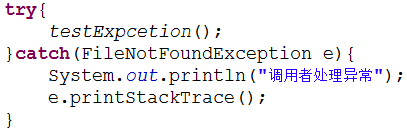 try{
    testExpcetion();
}catch(FileNotFoundException e){
    System.out.println("调用者处理异常");
    e.printStackTrace();
}